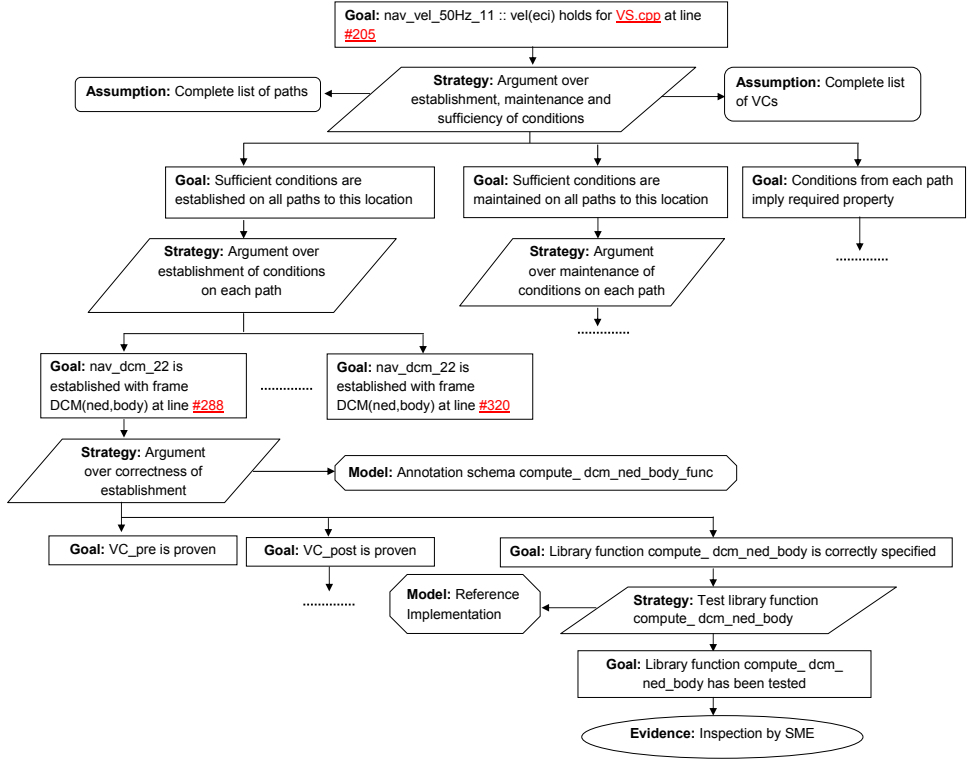 Goal: nav_vel_50Hz_11 :: vel(eci) holds for VS.cpp at line
#205
Assumption: Complete list of paths
Strategy: Argument over
establishment, maintenance and
sufficiency of conditions
Assumption: Complete list
of VCs
Goal: Sufficient conditions are
established on all paths to this location
Goal: Sufficient conditions are
maintained on all paths to this location
Goal: Conditions from each path
imply required property
Strategy: Argument over
establishment of conditions
on each path
Strategy: Argument
over maintenance of
conditions on each path
...............
...............
Goal: nav_dcm_22 is
established with frame
DCM(ned,body) at line #288
...............
Goal: nav_dcm_22 is
established with frame
DCM(ned,body) at line #320
Strategy: Argument
over correctness of
establishment
Model: Annotation schema compute_ dcm_ned_body_func
Goal: VC_pre is proven
Goal: VC_post is proven
Goal: Library function compute_ dcm_ned_body is correctly specified
...............
Model: Reference
Implementation
Strategy: Test library function
compute_ dcm_ned_body
Goal: Library function compute_ dcm_
ned_body has been tested
Evidence: Inspection by SME